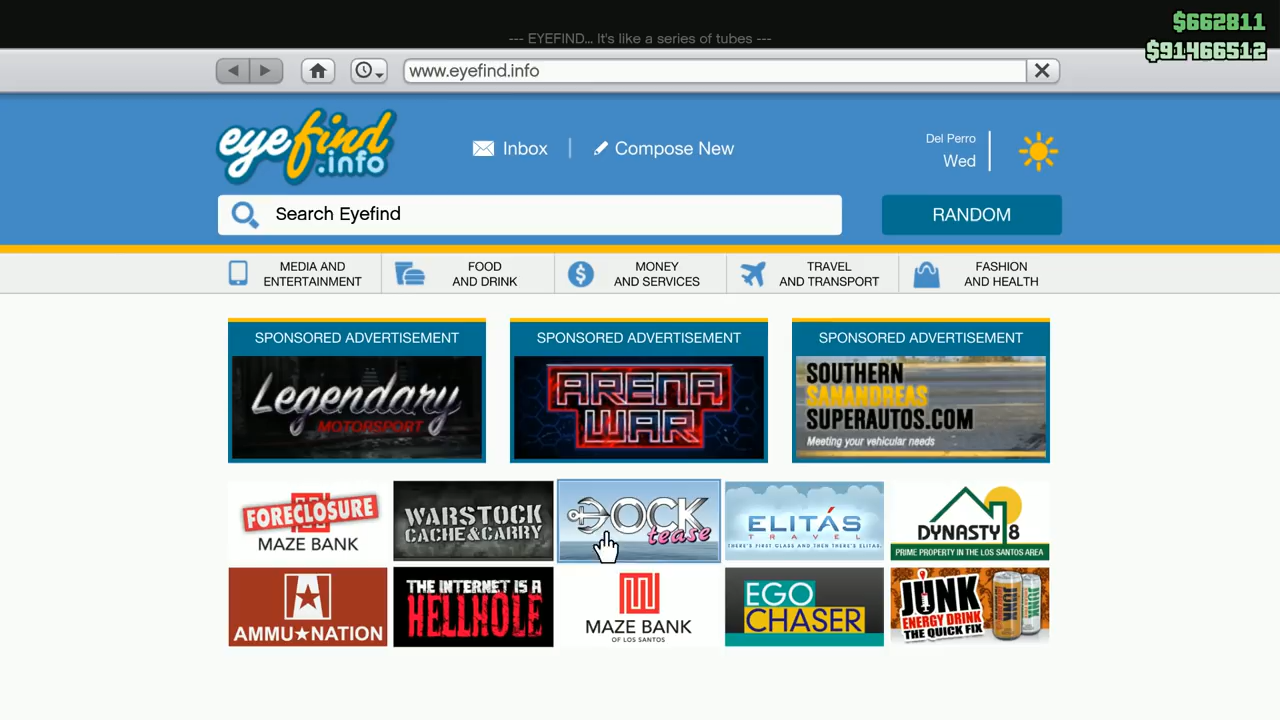 $662811
--- EYEFIND... It's like a series of tubes ---
$91466512
www.eyefind.info
eyefind
.info
Inbox
Compose New
Del Perro
Wed
Search Eyefind
RANDOM
MEDIA AND
ENTERTAINMENT
FOOD
AND DRINK
MONEY
AND SERVICES
TRAVEL
AND TRANSPORT
FASHION
AND HEALTH
SPONSORED ADVERTISEMENT
Legendary
MOTORSPORT
SPONSORED ADVERTISEMENT
ARENA
WAR
SPONSORED ADVERTISEMENT
SOUTHERN
SANANDREAS
SUPERAUTOS.COM
Meeting your vehicular needs
FORECLOSURE
MAZE BANK
WARSTOCK
CACHE&CARRY
DOCK
tease
ELITÁS
TRAVEL
THERE'S FIRST CLASS AND THEN THERE'S ELITAS.
DYNASTY 8
PRIME PROPERTY IN THE LOS SANTOS AREA
AMMU★NATION
THE INTERNET IS A
HELLHOLE
MAZE BANK
OF LOS SANTOS
EGO
CHASER
JUNK
ENERGY DRINK
THE QUICK FIX